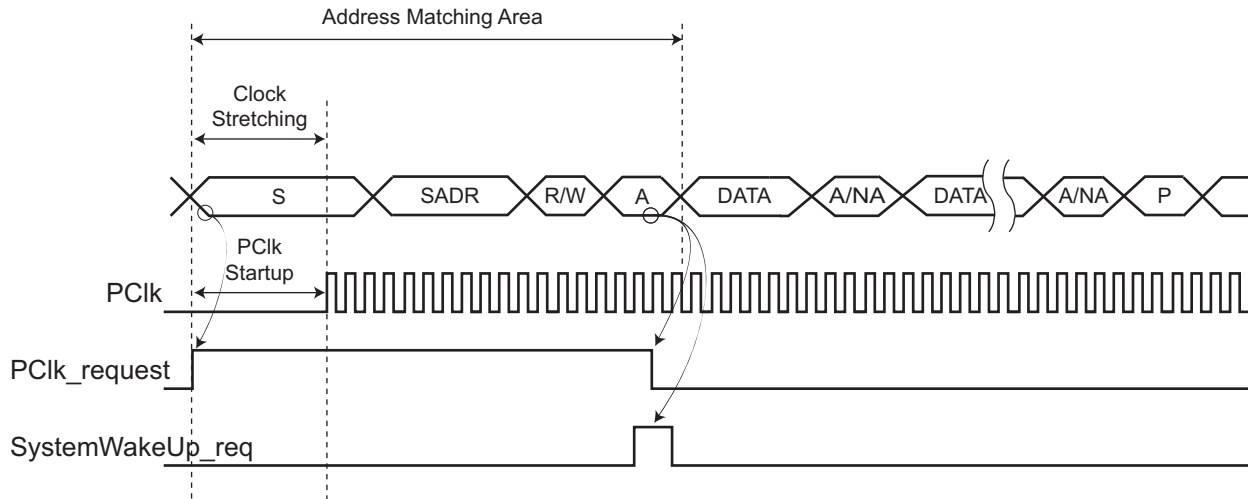 Address Matching Area
Clock
Stretching
S SADR R/W A DATA A/NA DATA A/NA P
PClk
Startup
PClk
PClk_request
SystemWakeUp_req